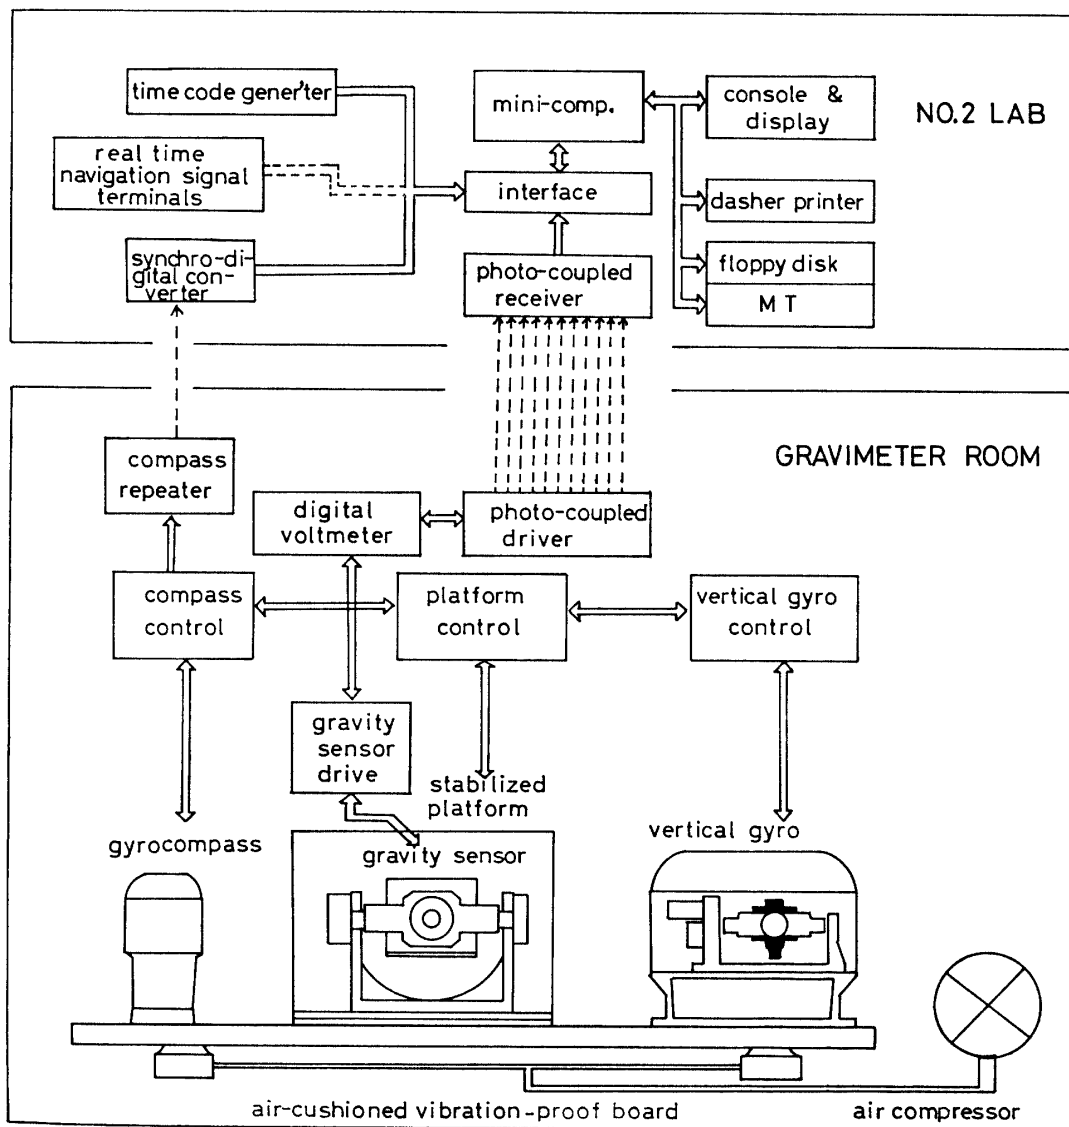 time code gener'ter
mini-comp.
console &
display
NO.2 LAB
real time
navigation signal
terminals
interface
dasher printer
synchro-di-
gital con-
verter
photo-coupled
receiver
floppy disk
MT
compass
repeater
GRAVIMETER ROOM
digital
voltmeter
photo-coupled
driver
compass
control
platform
control
vertical gyro
control
gravity
sensor
drive
stabilized
platform
gyrocompass
gravity sensor
vertical gyro
air-cushioned vibration-proof board
air compressor